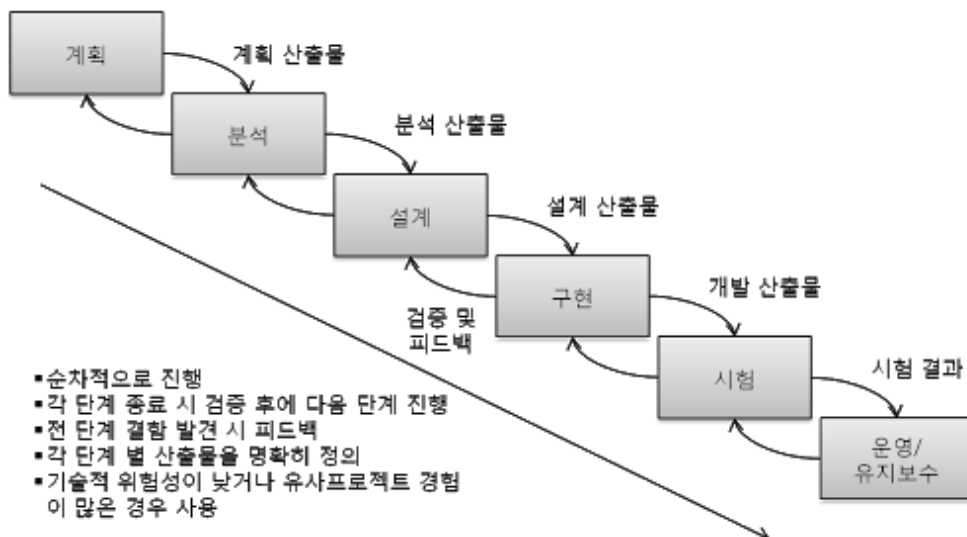 계획
계획 산출물
분석
분석 산출물
설계
설계 산출물
구현
개발 산출물
검증 및
피드백
시험
시험 결과
운영/
유지보수
▪순차적으로 진행
▪각 단계 종료 시 검증 후에 다음 단계 진행
▪전 단계 결함 발견 시 피드백
▪각 단계 별 산출물을 명확히 정의
▪기술적 위험성이 낮거나 유사프로젝트 경험
이 많은 경우 사용